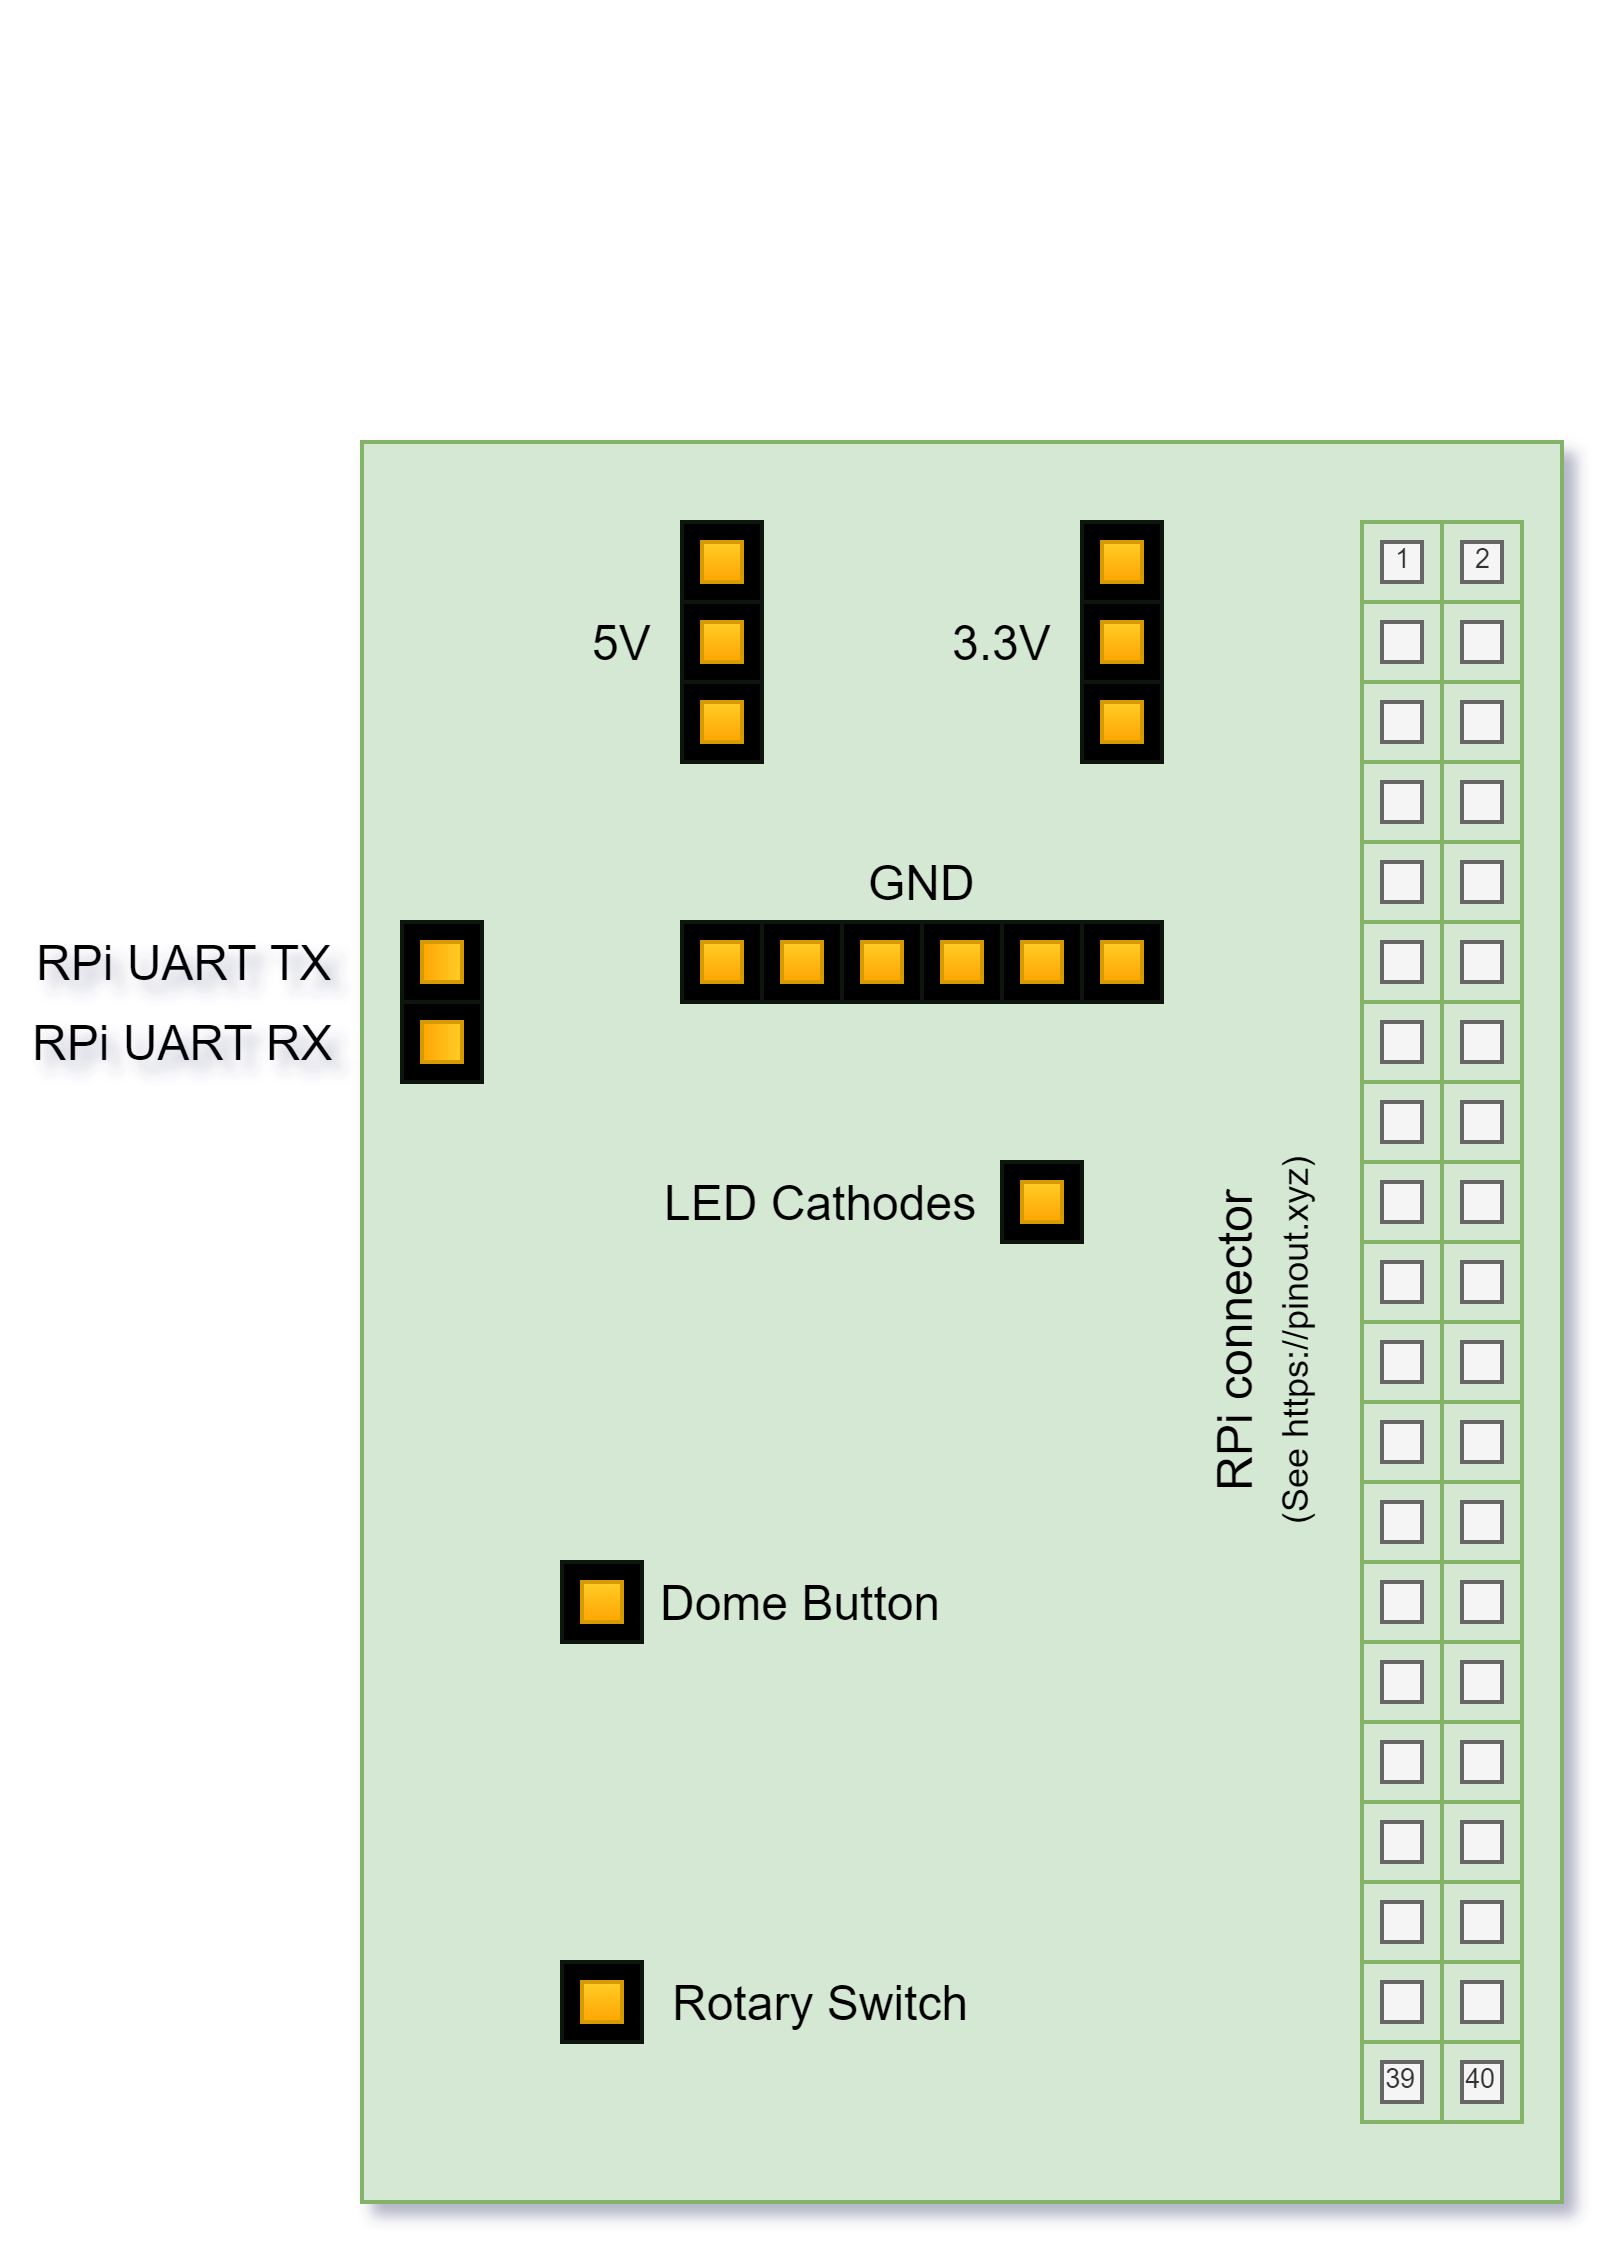 1
2
5V
3.3V
GND
RPi UART TX
RPi UART RX
LED Cathodes
RPi connector
(See https://pinout.xyz)
Dome Button
Rotary Switch
39
40